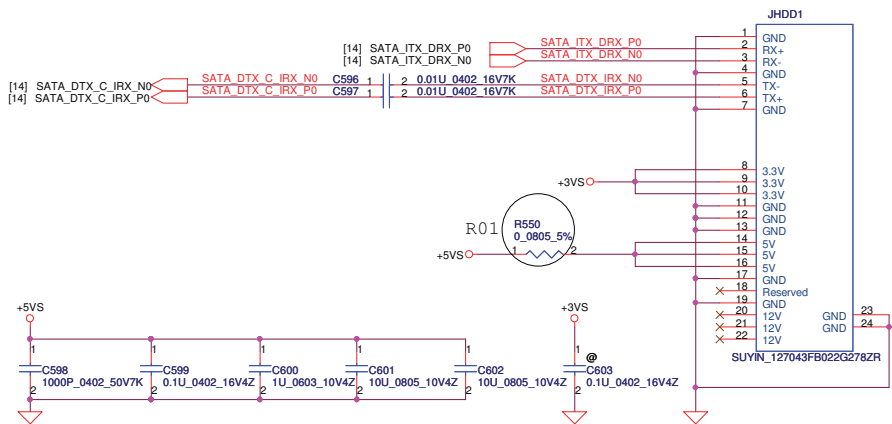 JHDD1
1 GND
[14] SATA_ITX_DRX_P0 SATA_ITX_DRX_P0 2 RX+
[14] SATA_ITX_DRX_N0 SATA_ITX_DRX_N0 3 RX-
4 GND
[14] SATA_DTX_C_IRX_N0 SATA_DTX_C_IRX_N0 C596 1 2 0.01U_0402_16V7K SATA_DTX_IRX_N0 5 TX-
[14] SATA_DTX_C_IRX_P0 SATA_DTX_C_IRX_P0 C597 1 2 0.01U_0402_16V7K SATA_DTX_IRX_P0 6 TX+
7 GND
8 3.3V
+3VS 9 3.3V
10 3.3V
11 GND
12 GND
R01 R550 13 GND
0_0805_5% 14 5V
+5VS 1 2 15 5V
16 5V
17 GND
18 Reserved
19 GND
20 12V GND 23
21 12V GND 24
22 12V
SUYIN_127043FB022G278ZR
+5VS +3VS
1 1 1 1 1 1 @
C598 C599 C600 C601 C602 C603
1000P_0402_50V7K 0.1U_0402_16V4Z 1U_0603_10V4Z 10U_0805_10V4Z 10U_0805_10V4Z 0.1U_0402_16V4Z
2 2 2 2 2 2